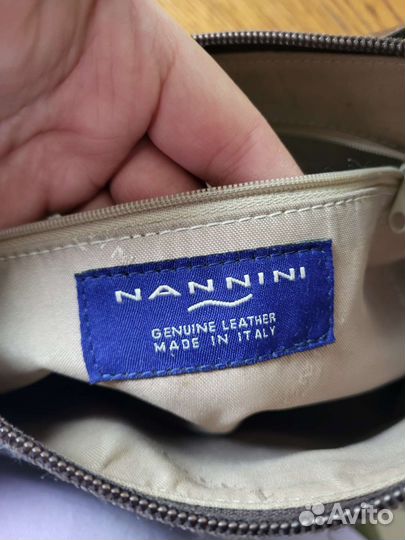 NANNINI
GENUINE LEATHER
MADE IN ITALY
Avito